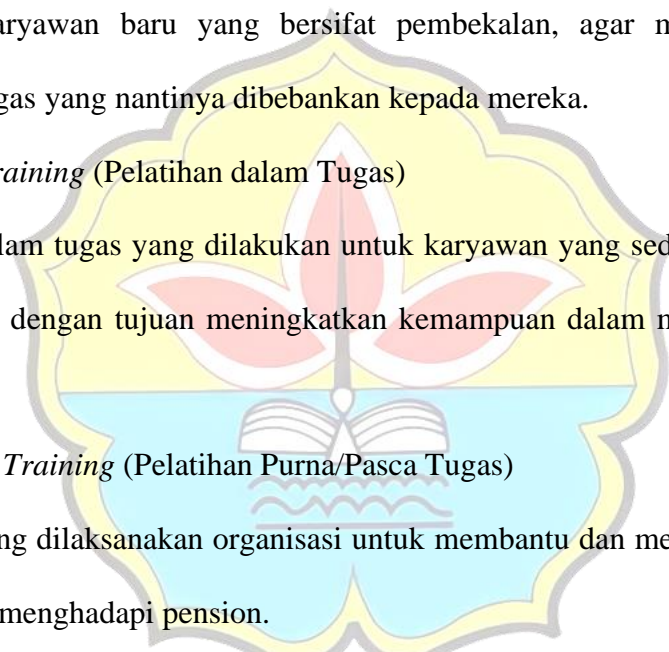 aryawan baru yang bersifat pembekalan, agar m
gas yang nantinya dibebankan kepada mereka.
raining (Pelatihan dalam Tugas)
lam tugas yang dilakukan untuk karyawan yang sed
dengan tujuan meningkatkan kemampuan dalam m
Training (Pelatihan Purna/Pasca Tugas)
ng dilaksanakan organisasi untuk membantu dan me
menghadapi pension.